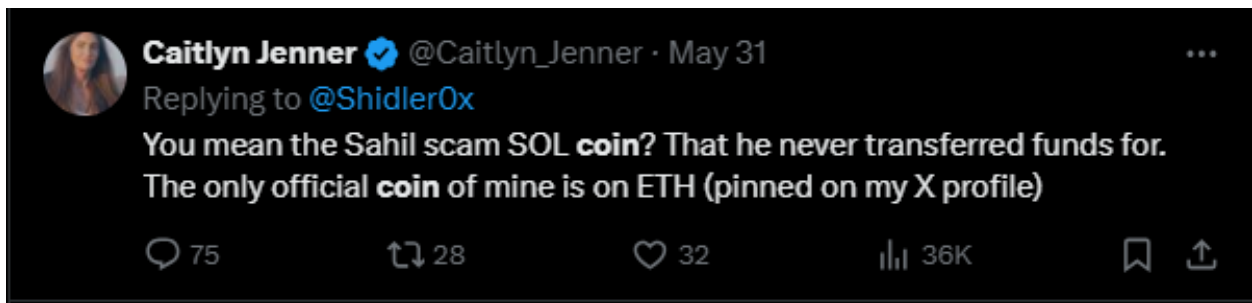 Caitlyn Jenner @Caitlyn_Jenner · May 31
Replying to @Shidler0x
You mean the Sahil scam SOL coin? That he never transferred funds for.
The only official coin of mine is on ETH (pinned on my X profile)
75 28 32 36K